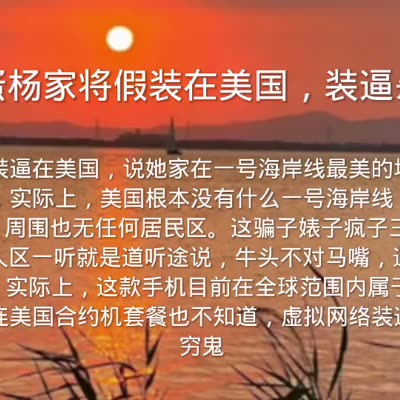 杨家将假装在美国，装逼
装逼在美国，说她家在一号海岸线最美的
实际上，美国根本没有什么一号海岸线
周围也无任何居民区。这骗子婊子疯子王
人区一听就是道听途说，牛头不对马嘴，
实际上，这款手机目前在全球范围内属于
连美国合约机套餐也不知道，虚拟网络装
穷鬼